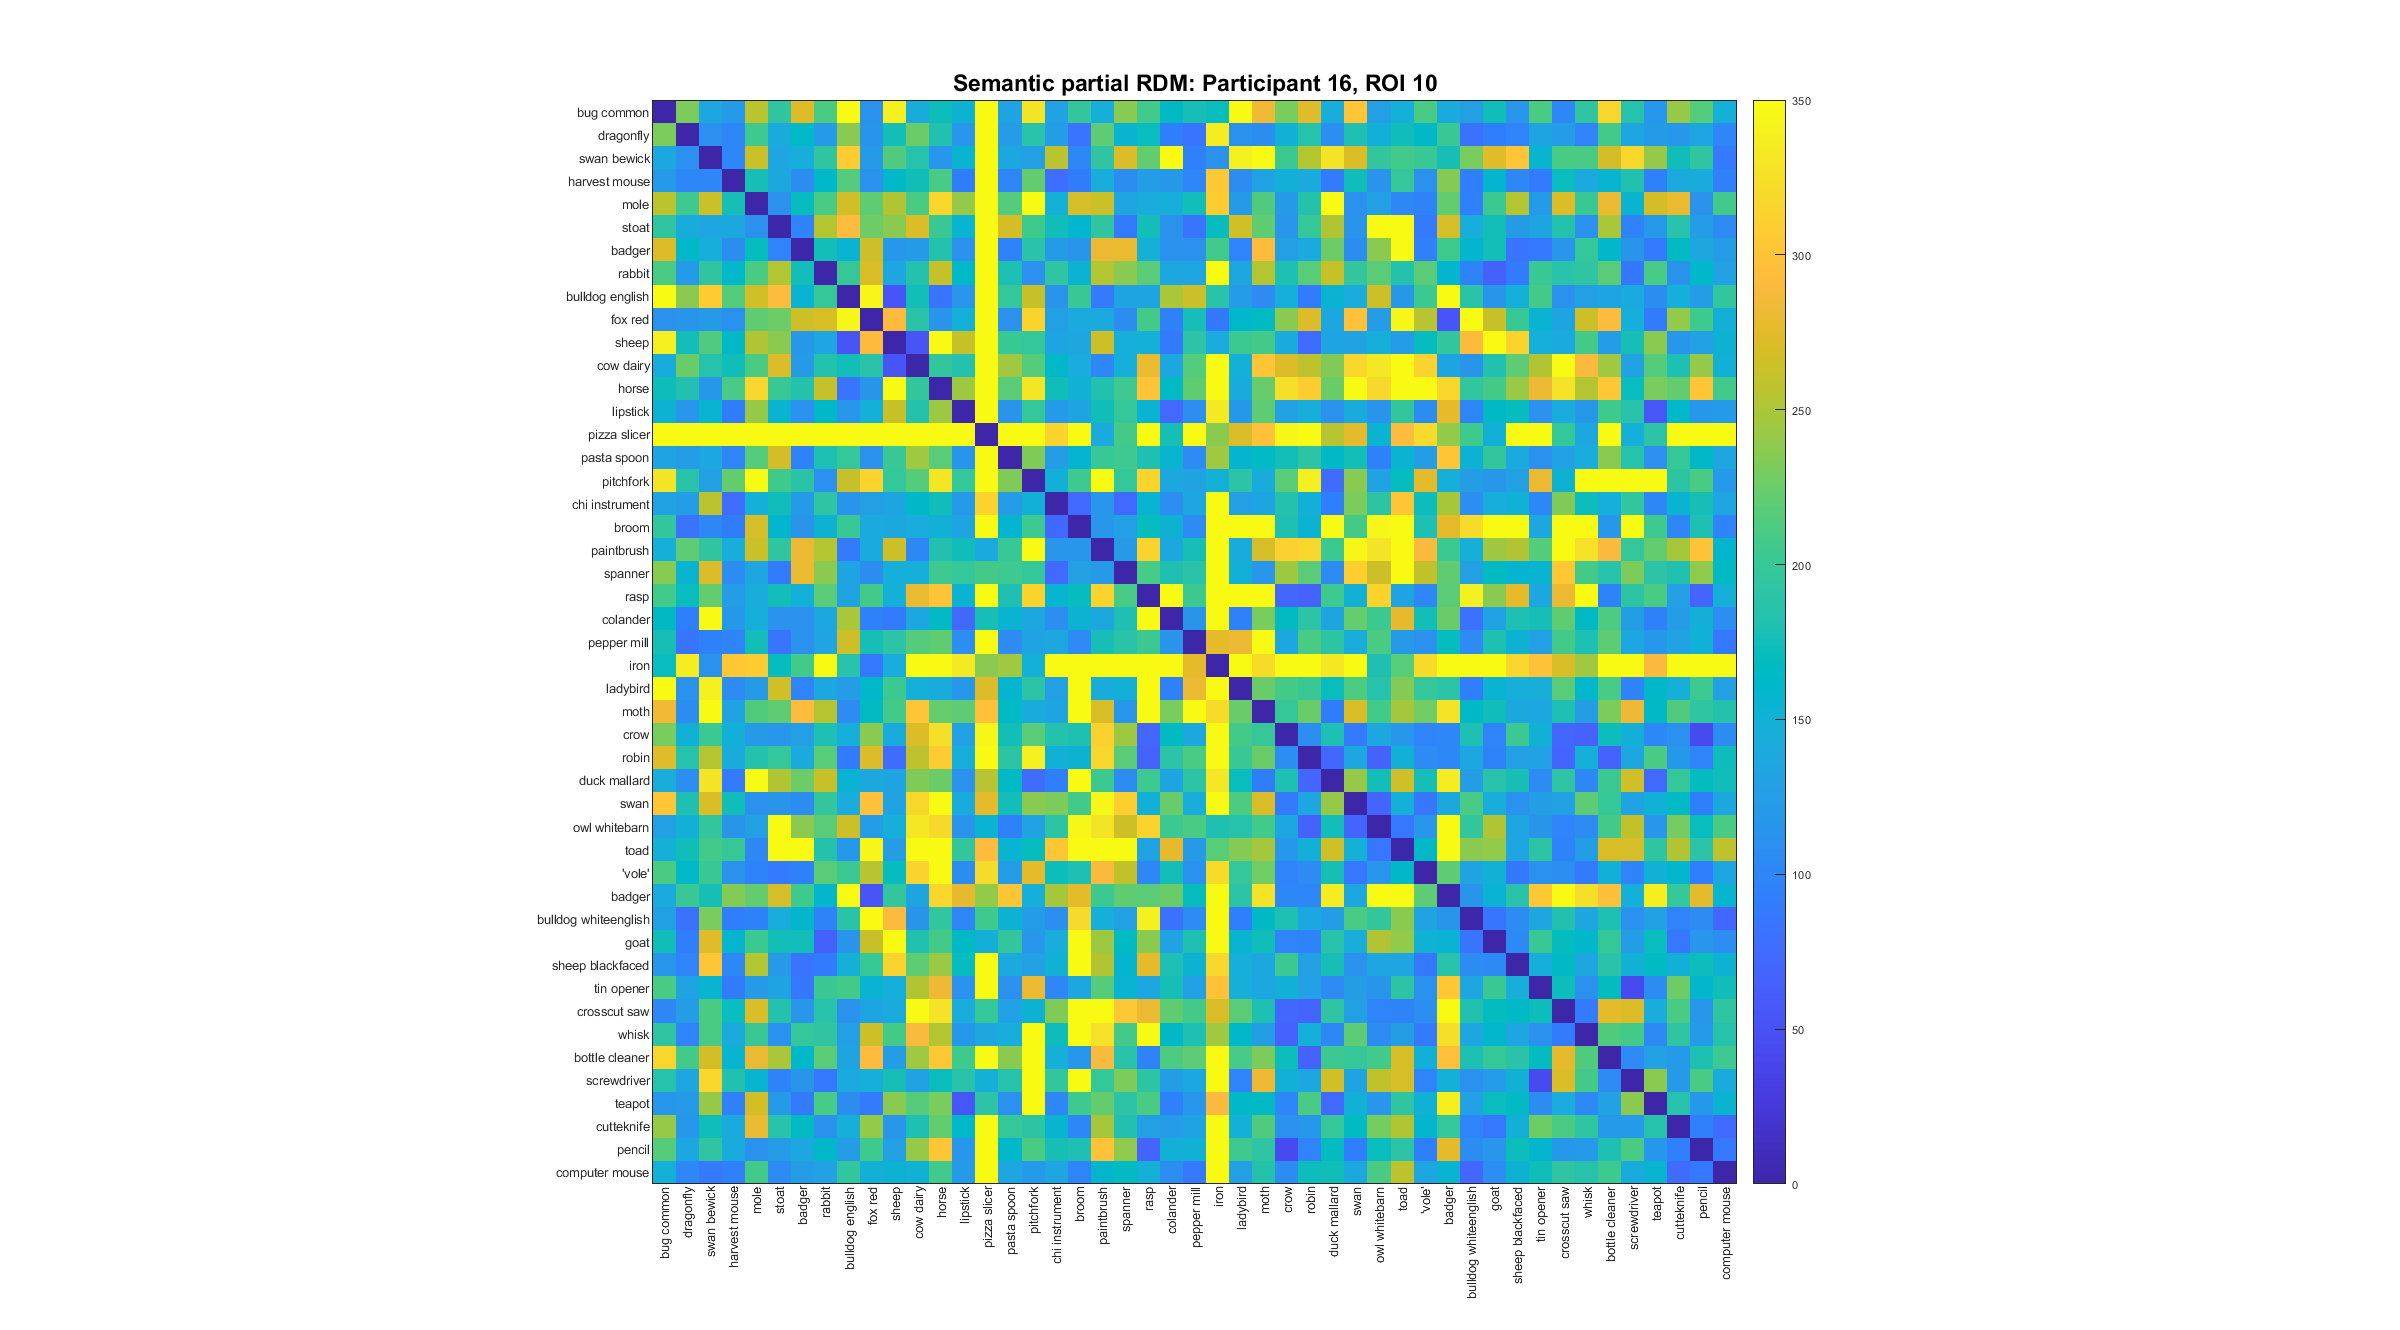 Semantic partial RDM: Participant 16, ROI 10
bug common
dragonfly
swan bewick
harvest mouse
mole
stoat
badger
rabbit
bulldog english
fox red
sheep
cow dairy
horse
lipstick
pizza slicer
pasta spoon
pitchfork
chi instrument
broom
paintbrush
spanner
rasp
colander
pepper mill
iron
ladybird
moth
crow
robin
duck mallard
swan
owl whitebarn
toad
'vole'
badger
bulldog whiteenglish
goat
sheep blackfaced
tin opener
crosscut saw
whisk
bottle cleaner
screwdriver
teapot
cutteknife
pencil
computer mouse
bug common
dragonfly
swan bewick
harvest mouse
mole
stoat
badger
rabbit
bulldog english
fox red
sheep
cow dairy
horse
lipstick
pizza slicer
pasta spoon
pitchfork
chi instrument
broom
paintbrush
spanner
rasp
colander
pepper mill
iron
ladybird
moth
crow
robin
duck mallard
swan
owl whitebarn
toad
'vole'
badger
bulldog whiteenglish
goat
sheep blackfaced
tin opener
crosscut saw
whisk
bottle cleaner
screwdriver
teapot
cutteknife
pencil
computer mouse
350
300
250
200
150
100
50
0